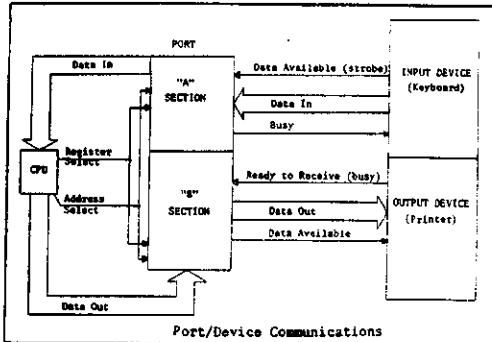 PORT
Data In
"A"
SECTION
Data Available (strobe)
Data In
Busy
INPUT DEVICE
(Keyboard)
CPU
Register
Select
Address
Select
"B"
SECTION
Ready to Receive (busy)
Data Out
Data Available
OUTPUT DEVICE
(Printer)
Data Out
Port/Device Communications